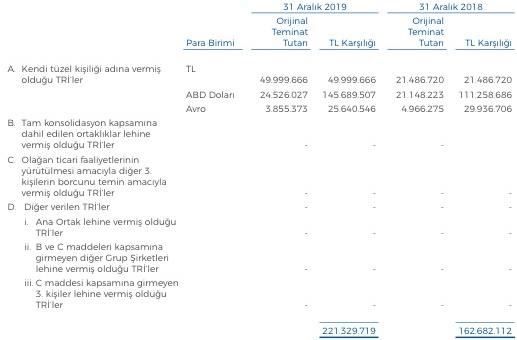 31 Aralık 2019 31 Aralık 2018
Orijinal Orijinal
Teminat Teminat
Para Birimi Tutarı TL Karşılığı Tutarı TL Karşılığı
A. Kendi tüzel kişiliği adına vermiş TL
olduğu TRİ'ler 49.999.666 49.999.666 21.486.720 21.486.720
ABD Doları 24.526.027 145.689.507 21.148.223 111.258.686
Avro 3.855.373 25.640.546 4.966.275 29.936.706
B. Tam konsolidasyon kapsamına
dahil edilen ortaklıklar lehine
vermiş olduğu TRİ'ler - - -
C. Olağan ticari faaliyetlerinin
yürütülmesi amacıyla diğer 3.
kişilerin borcunu temin amacıyla
vermiş olduğu TRİ'ler - - - -
D. Diğer verilen TRİ'ler - - - -
i. Ana Ortak lehine vermiş olduğu
TRİ'ler - - - -
ii. B ve C maddeleri kapsamına
girmeyen diğer Grup Şirketleri
lehine vermiş olduğu TRİ'ler - - - -
iii. C maddesi kapsamına girmeyen
3. kişiler lehine vermiş olduğu
TRİ'ler - - - -
221.329.719 162.682.112